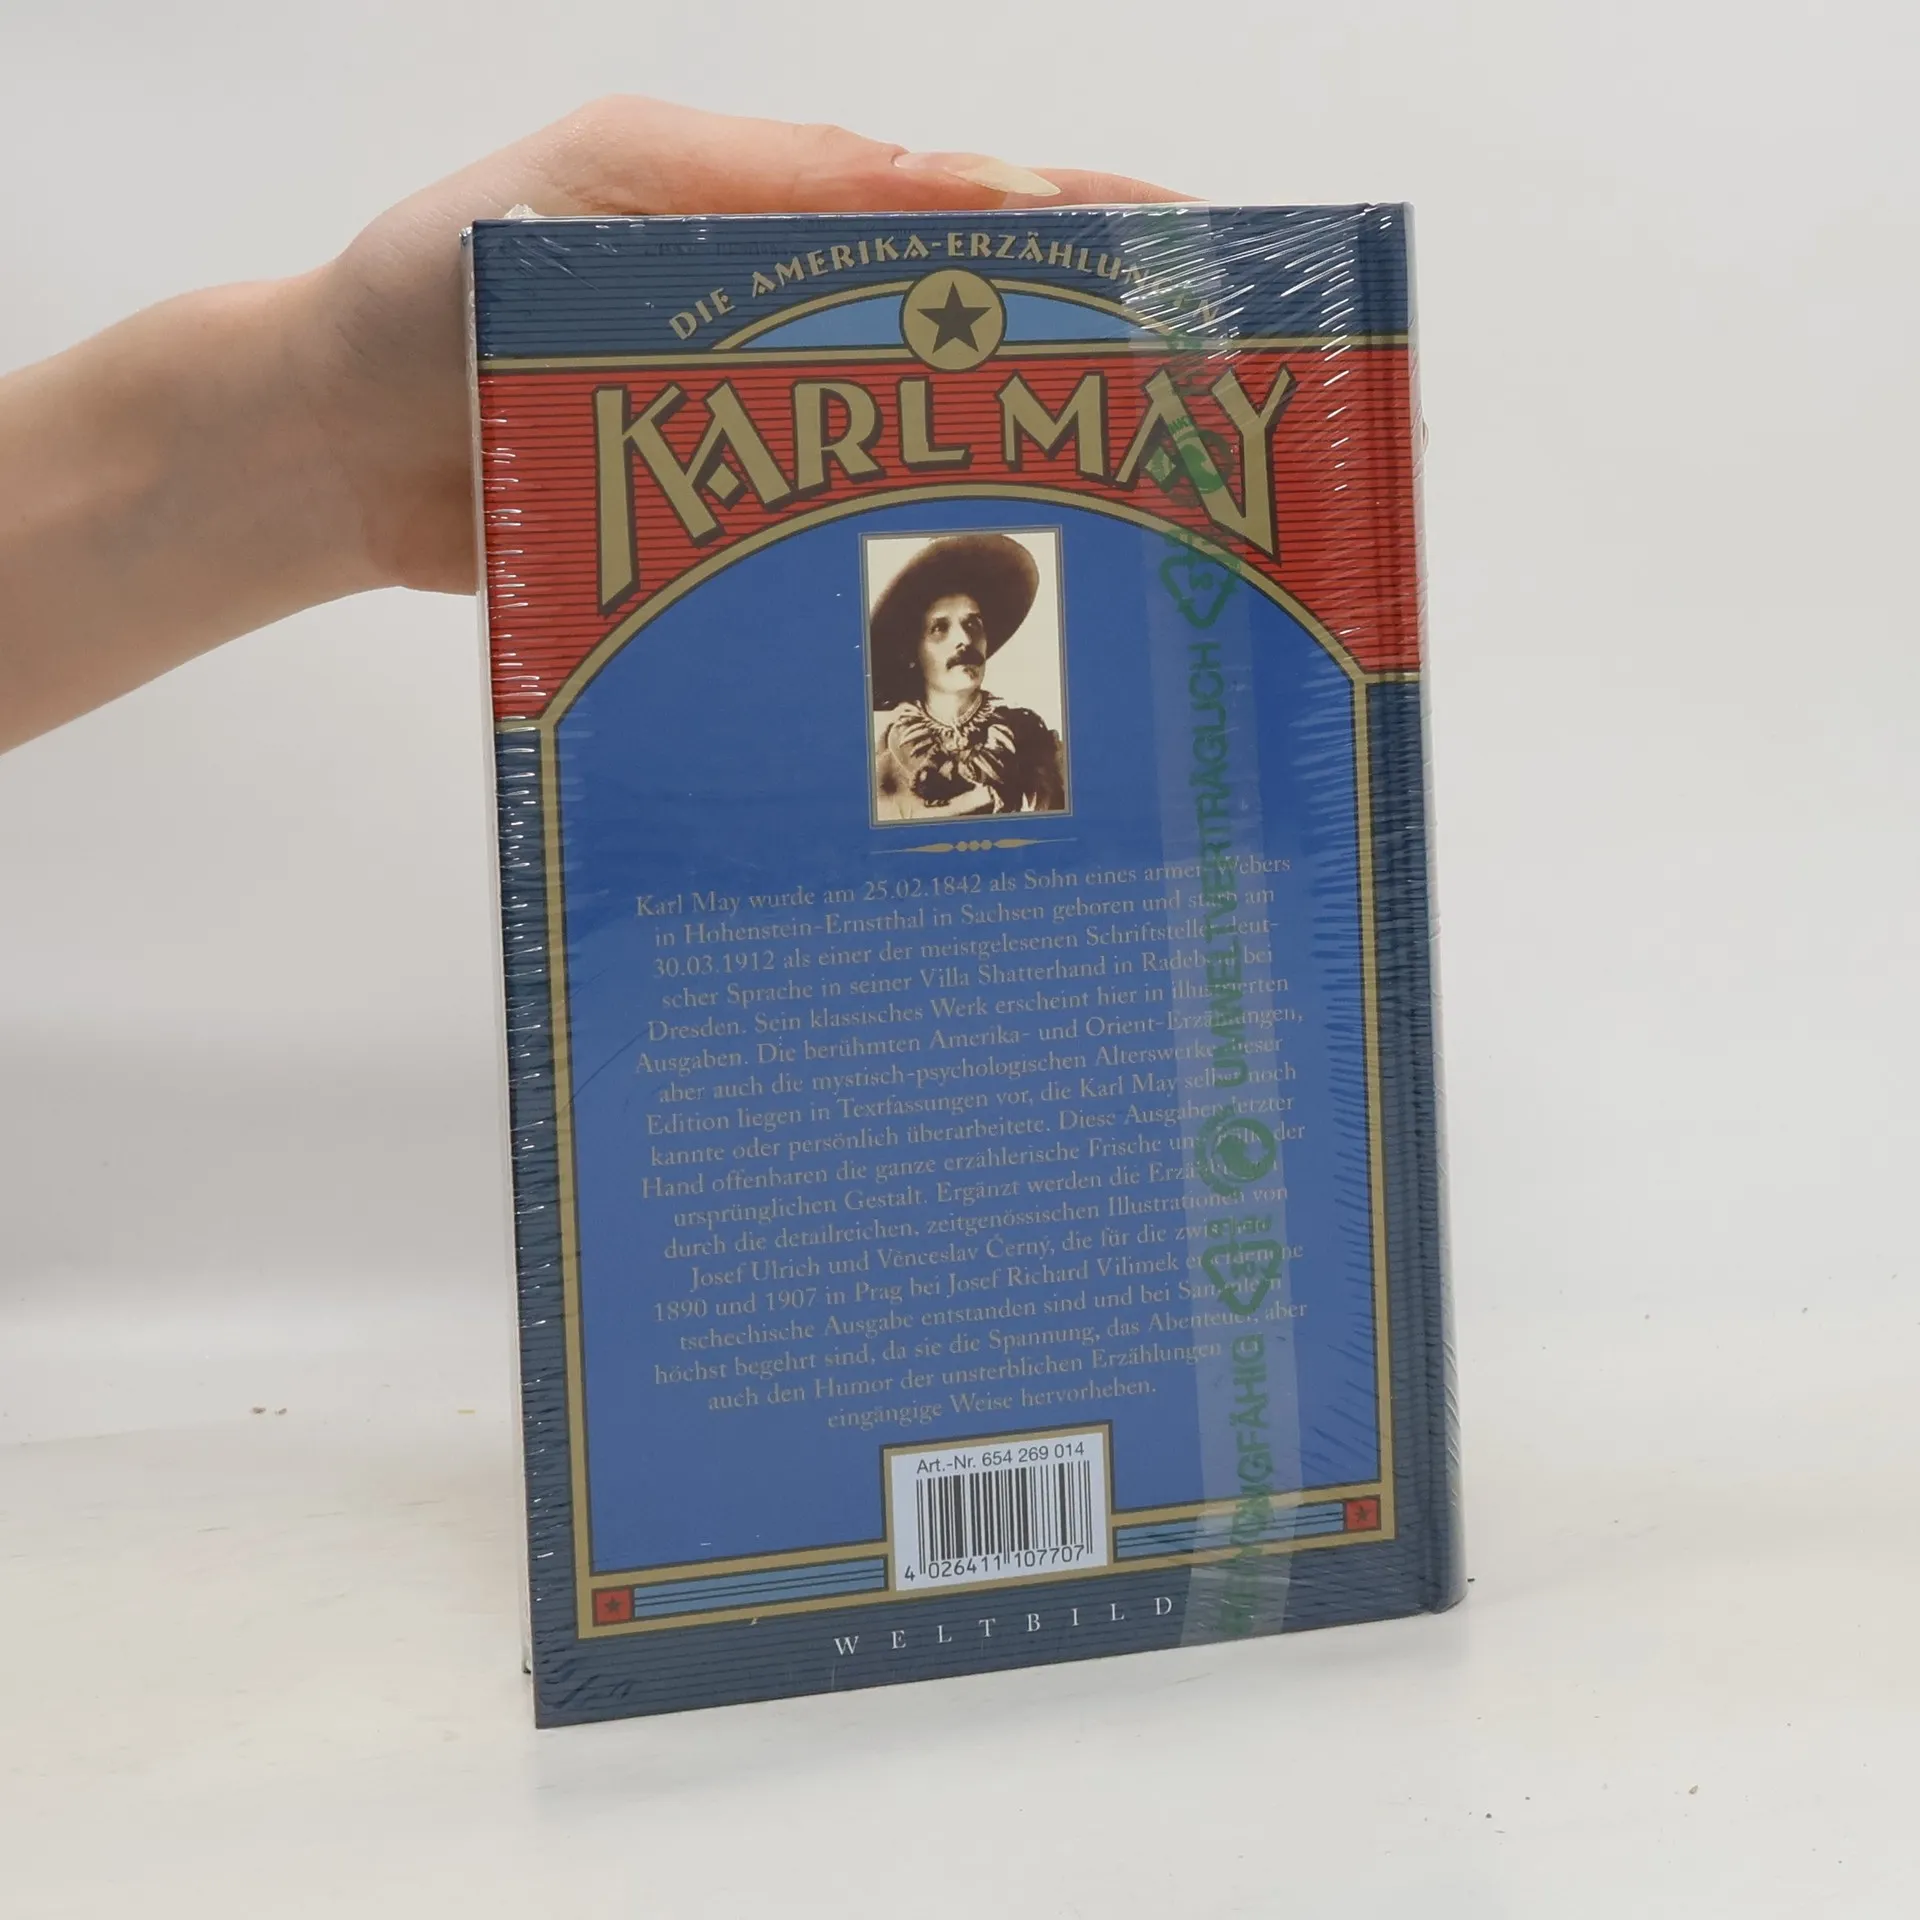 DIE AMERIKA-ERZÄHLUNGEN
KARL MAY
Karl May wurde am 25.02.1842 als Sohn eines armen Webers
in Hohenstein-Ernstthal in Sachsen geboren und starb am
30.03.1912 als einer der meistgelesenen Schriftsteller deut-
scher Sprache in seiner Villa Shatterhand in Radebeul bei
Dresden. Sein klassisches Werk erscheint hier in illustrierten
Ausgaben. Die berühmten Amerika- und Orient-Erzählungen,
aber auch die mystisch-psychologischen Alterswerke dieser
Edition liegen in Textfassungen vor, die Karl May selbst noch
kannte oder persönlich überarbeitete. Diese Ausgaben letzter
Hand offenbaren die ganze erzählerische Frische und Fülle der
ursprünglichen Gestalt. Ergänzt werden die Erzählungen
durch die detailreichen, zeitgenössischen Illustrationen von
Josef Ulrich und Vènceslav Černý, die für die zwischen
1890 und 1907 in Prag bei Josef Richard Vilimek erschienene
tschechische Ausgabe entstanden sind und bei Sammlern
höchst begehrt sind, da sie die Spannung, das Abenteuer, aber
auch den Humor der unsterblichen Erzählungen
eingängige Weise hervorheben.
Art.-Nr. 654 269 014
4 026411 107707
WELTBILD
UMWELTVERTRÄGLICH